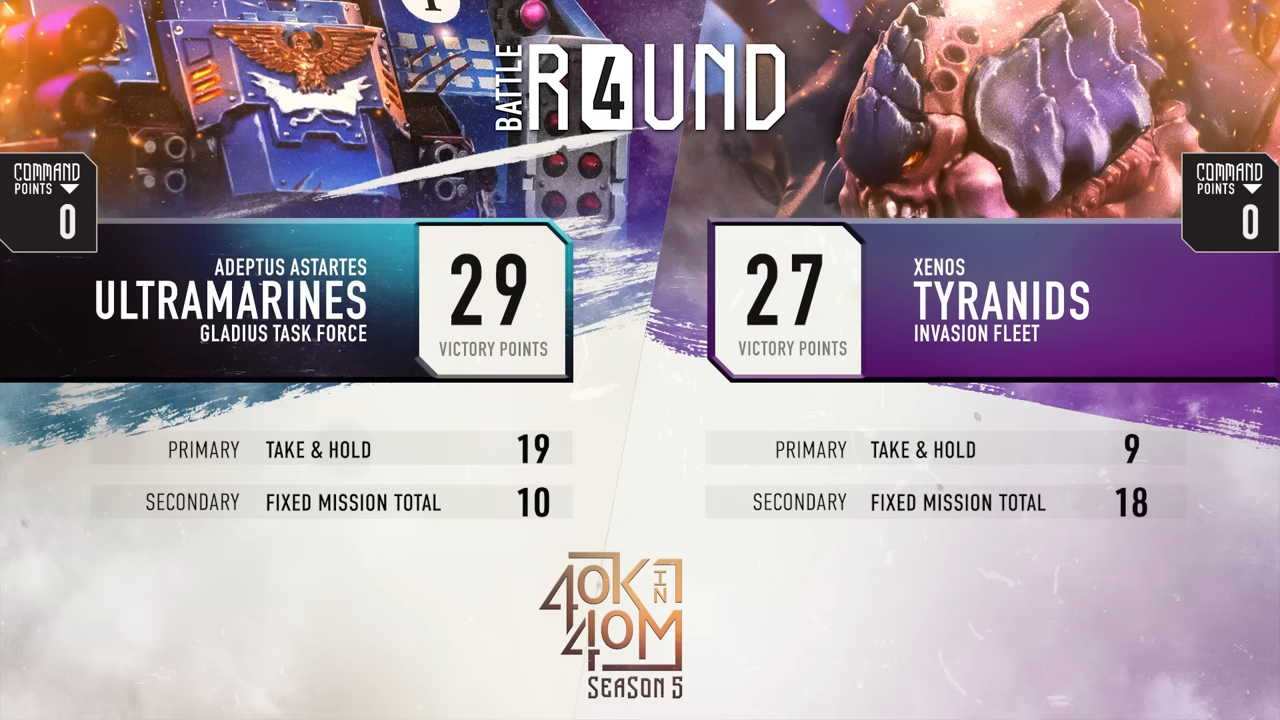 BATTLE R4UND
COMMAND
POINTS
0
COMMAND
POINTS
0
ADEPTUS ASTARTES
ULTRAMARINES
GLADIUS TASK FORCE
29
VICTORY POINTS
27
VICTORY POINTS
XENOS
TYRANIDS
INVASION FLEET
PRIMARY TAKE & HOLD 19
SECONDARY FIXED MISSION TOTAL 10
PRIMARY TAKE & HOLD 9
SECONDARY FIXED MISSION TOTAL 18
40K IN
40M
SEASON 5